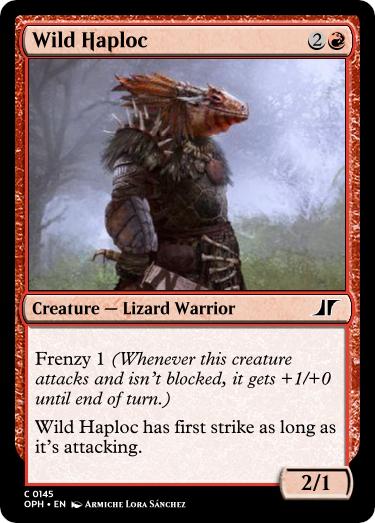 Wild Haploc 2
Creature — Lizard Warrior
Frenzy 1 (Whenever this creature
attacks and isn't blocked, it gets +1/+0
until end of turn.)
Wild Haploc has first strike as long as
it's attacking.
2/1
C 0145
OPH • EN Armiche Lora Sánchez